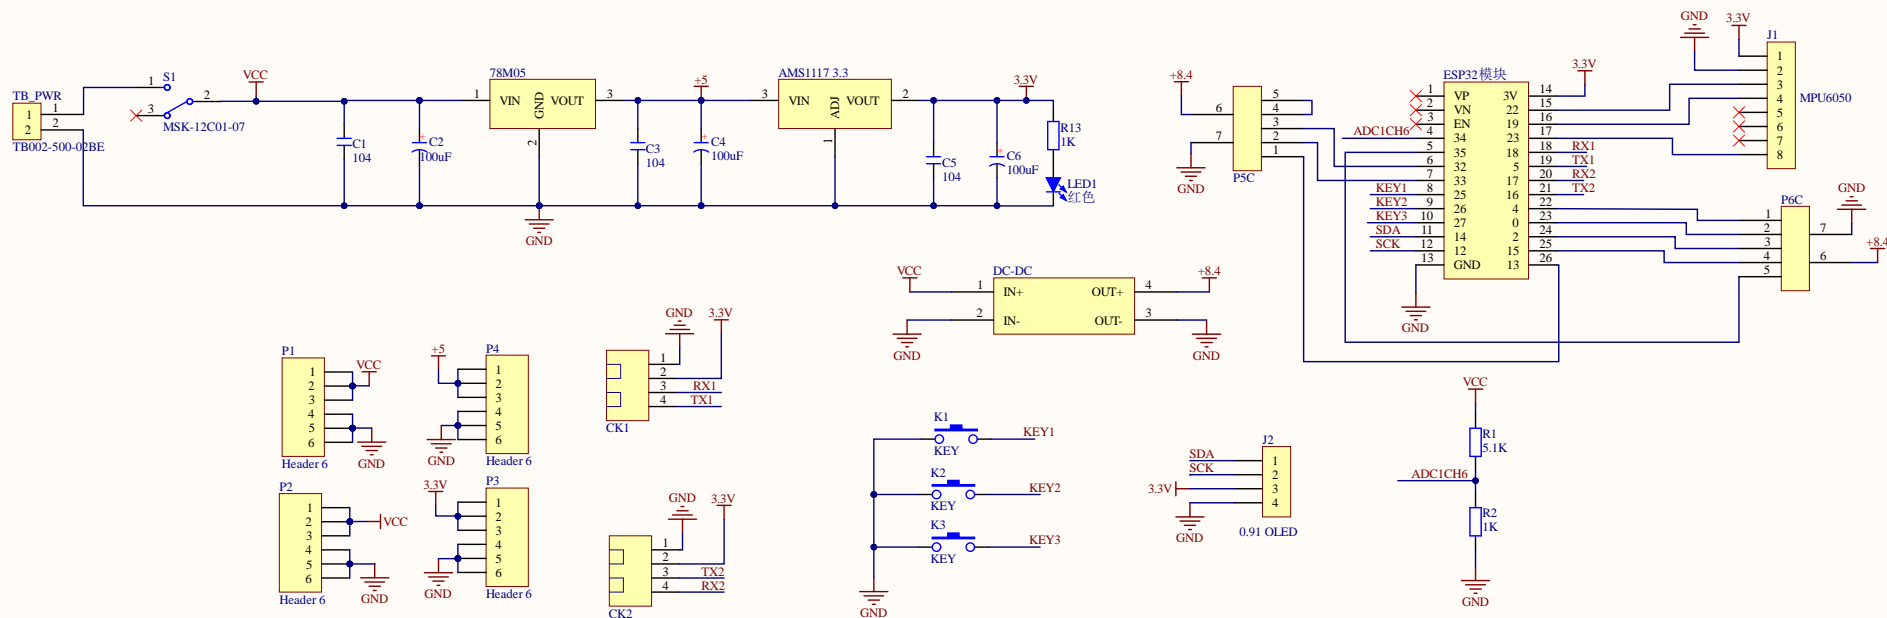 TB_PWR
1
2
1
2
TB002-500-02BE
S1
1
3
2
MSK-12C01-07
VCC
C1
104
C2
100uF
78M05
1
VIN
GND
VOUT
3
2
GND
C3
104
+5
C4
100uF
AMS1117 3.3
3
VIN
ADJ
VOUT
2
1
C5
104
3.3V
C6
100uF
R13
1K
LED1
红色
+8.4
6
7
GND
5
4
3
2
1
P5C
ESP32模块
ADC1CH6
KEY1
KEY2
KEY3
SDA
SCK
1
2
3
4
5
6
7
8
9
10
11
12
13
VP
VN
EN
34
35
32
33
25
26
27
14
12
GND
3V
22
19
23
18
5
17
16
4
0
2
15
13
14
15
16
17
18
19
20
21
22
23
24
25
26
3.3V
RX1
TX1
RX2
TX2
GND
GND
3.3V
J1
1
2
3
4
5
6
7
8
MPU6050
P6C
1
2
3
4
5
7
6
GND
+8.4
DC-DC
VCC
1
IN+
OUT+
4
+8.4
2
IN-
OUT-
3
GND
GND
P1
1
2
3
4
5
6
VCC
GND
Header 6
P4
+5
1
2
3
4
5
6
GND
Header 6
CK1
GND
3.3V
1
2
3
RX1
4
TX1
P2
1
2
3
4
5
6
VCC
GND
Header 6
P3
3.3V
1
2
3
4
5
6
GND
Header 6
CK2
GND
3.3V
1
2
3
TX2
4
RX2
K1
KEY
KEY1
K2
KEY
KEY2
K3
KEY
KEY3
GND
J2
SDA
SCK
3.3V
GND
1
2
3
4
0.91 OLED
VCC
R1
5.1K
ADC1CH6
R2
1K
GND